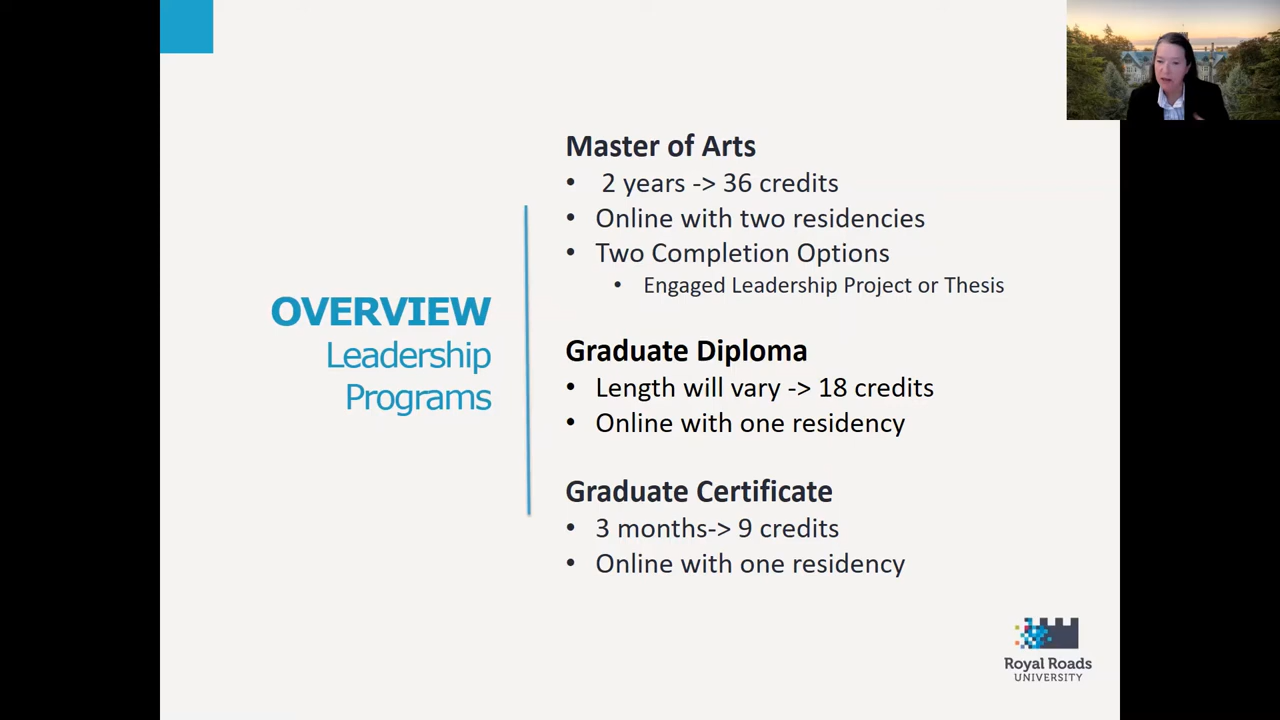 OVERVIEW
Leadership
Programs
Master of Arts
• 2 years -> 36 credits
• Online with two residencies
• Two Completion Options
• Engaged Leadership Project or Thesis
Graduate Diploma
• Length will vary -> 18 credits
• Online with one residency
Graduate Certificate
• 3 months-> 9 credits
• Online with one residency
Royal Roads
UNIVERSITY